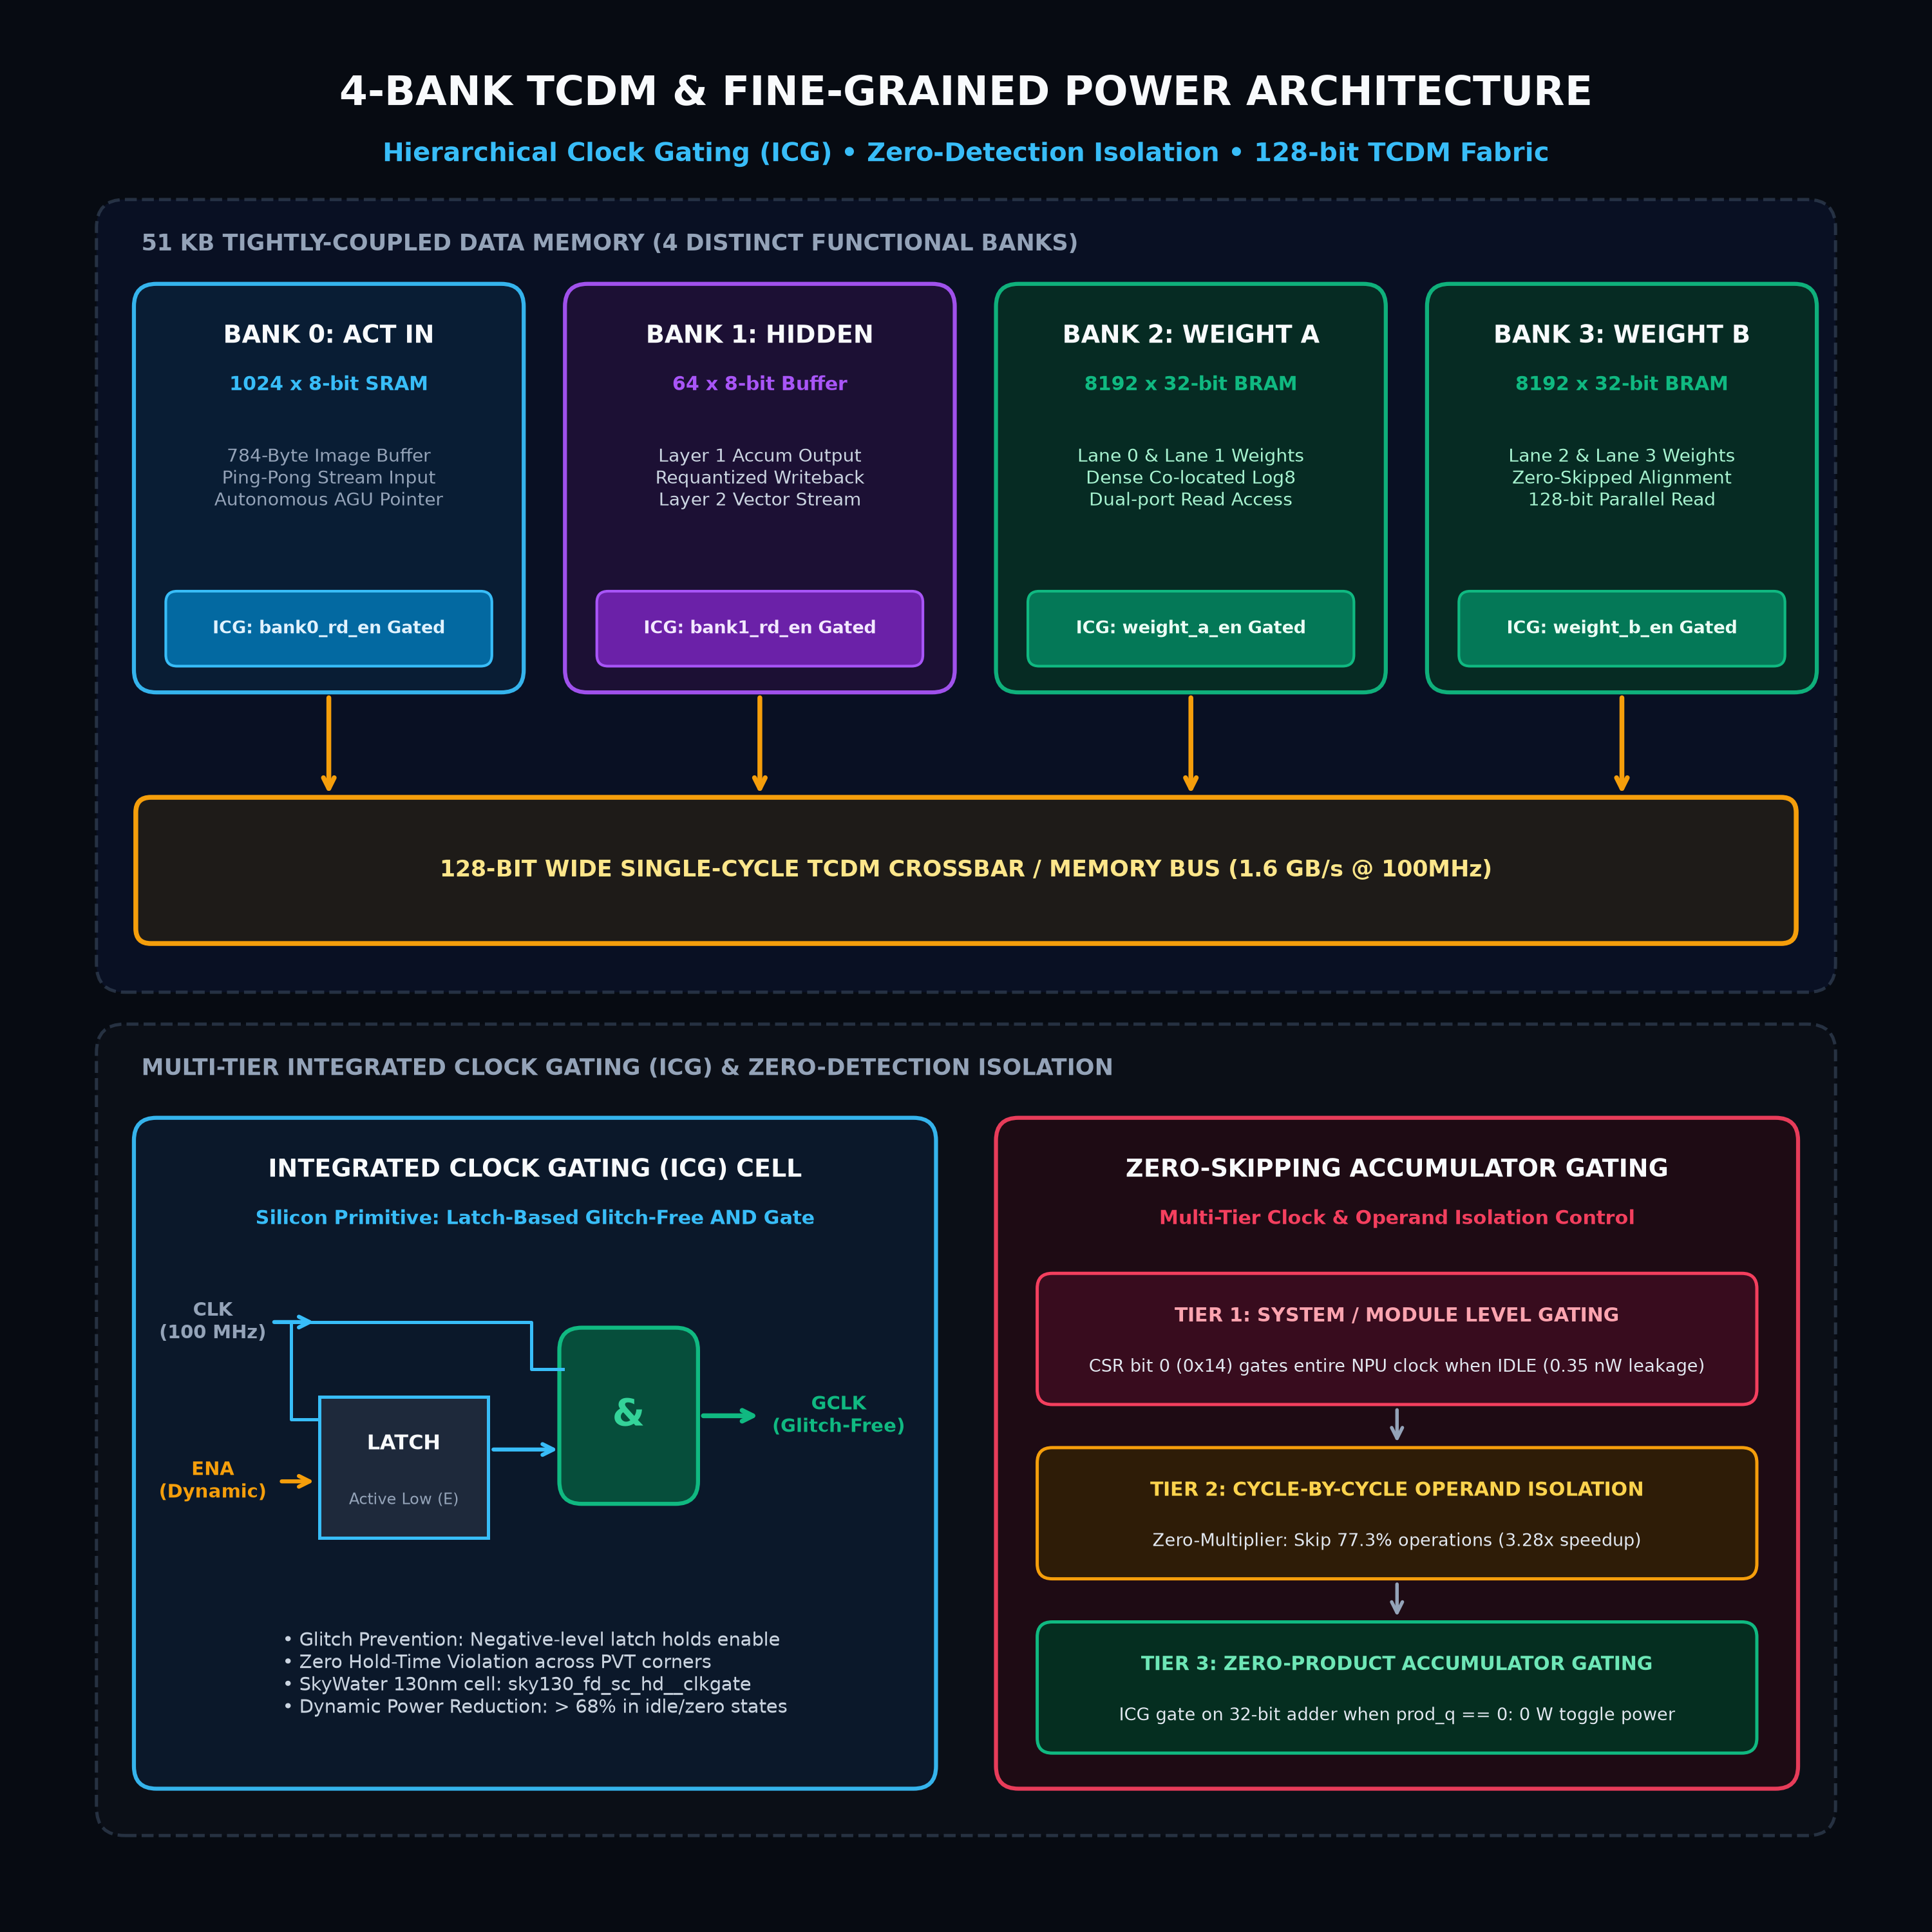 4-BANK TCDM & FINE-GRAINED POWER ARCHITECTURE
Hierarchical Clock Gating (ICG) • Zero-Detection Isolation • 128-bit TCDM Fabric
51 KB TIGHTLY-COUPLED DATA MEMORY (4 DISTINCT FUNCTIONAL BANKS)
BANK 0: ACT IN
1024 x 8-bit SRAM
784-Byte Image Buffer
Ping-Pong Stream Input
Autonomous AGU Pointer
ICG: bank0_rd_en Gated
BANK 1: HIDDEN
64 x 8-bit Buffer
Layer 1 Accum Output
Requantized Writeback
Layer 2 Vector Stream
ICG: bank1_rd_en Gated
BANK 2: WEIGHT A
8192 x 32-bit BRAM
Lane 0 & Lane 1 Weights
Dense Co-located Log8
Dual-port Read Access
ICG: weight_a_en Gated
BANK 3: WEIGHT B
8192 x 32-bit BRAM
Lane 2 & Lane 3 Weights
Zero-Skipped Alignment
128-bit Parallel Read
ICG: weight_b_en Gated
128-BIT WIDE SINGLE-CYCLE TCDM CROSSBAR / MEMORY BUS (1.6 GB/s @ 100MHz)
MULTI-TIER INTEGRATED CLOCK GATING (ICG) & ZERO-DETECTION ISOLATION
INTEGRATED CLOCK GATING (ICG) CELL
Silicon Primitive: Latch-Based Glitch-Free AND Gate
CLK
(100 MHz)
ENA
(Dynamic)
LATCH
Active Low (E)
&
GCLK
(Glitch-Free)
• Glitch Prevention: Negative-level latch holds enable
• Zero Hold-Time Violation across PVT corners
• SkyWater 130nm cell: sky130_fd_sc_hd__clkgate
• Dynamic Power Reduction: > 68% in idle/zero states
ZERO-SKIPPING ACCUMULATOR GATING
Multi-Tier Clock & Operand Isolation Control
TIER 1: SYSTEM / MODULE LEVEL GATING
CSR bit 0 (0x14) gates entire NPU clock when IDLE (0.35 nW leakage)
TIER 2: CYCLE-BY-CYCLE OPERAND ISOLATION
Zero-Multiplier: Skip 77.3% operations (3.28x speedup)
TIER 3: ZERO-PRODUCT ACCUMULATOR GATING
ICG gate on 32-bit adder when prod_q == 0: 0 W toggle power